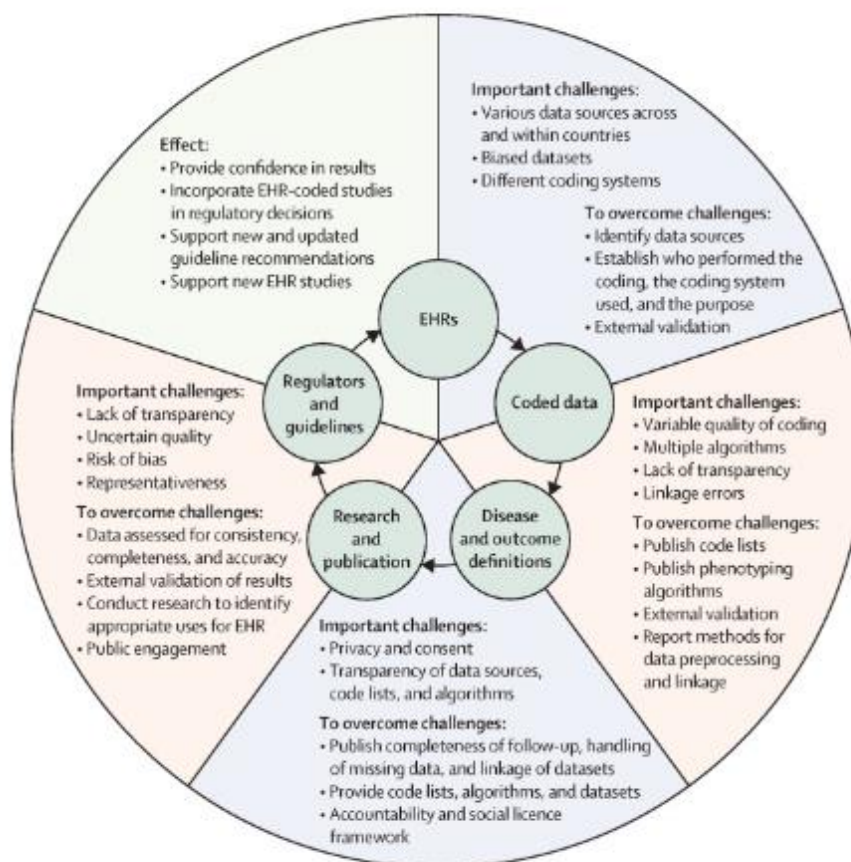 Important challenges:
• Various data sources across
and within countries
• Biased datasets
• Different coding systems
To overcome challenges:
• Identify data sources
• Establish who performed the
coding, the coding system
used, and the purpose
• External validation
Effect:
• Provide confidence in results
• Incorporate EHR-coded studies
in regulatory decisions
• Support new and updated
guideline recommendations
• Support new EHR studies
EHRs
Regulators
and
guidelines
Coded data
Research
and
publication
Disease
and outcome
definitions
Important challenges:
• Lack of transparency
• Uncertain quality
• Risk of bias
• Representativeness
To overcome challenges:
• Data assessed for consistency,
completeness, and accuracy
• External validation of results
• Conduct research to identify
appropriate uses for EHR
• Public engagement
Important challenges:
• Variable quality of coding
• Multiple algorithms
• Lack of transparency
• Linkage errors
To overcome challenges:
• Publish code lists
• Publish phenotyping
algorithms
• External validation
• Report methods for
data preprocessing
and linkage
Important challenges:
• Privacy and consent
• Transparency of data sources,
code lists, and algorithms
To overcome challenges:
• Publish completeness of follow-up, handling
of missing data, and linkage of datasets
• Provide code lists, algorithms, and datasets
• Accountability and social licence
framework